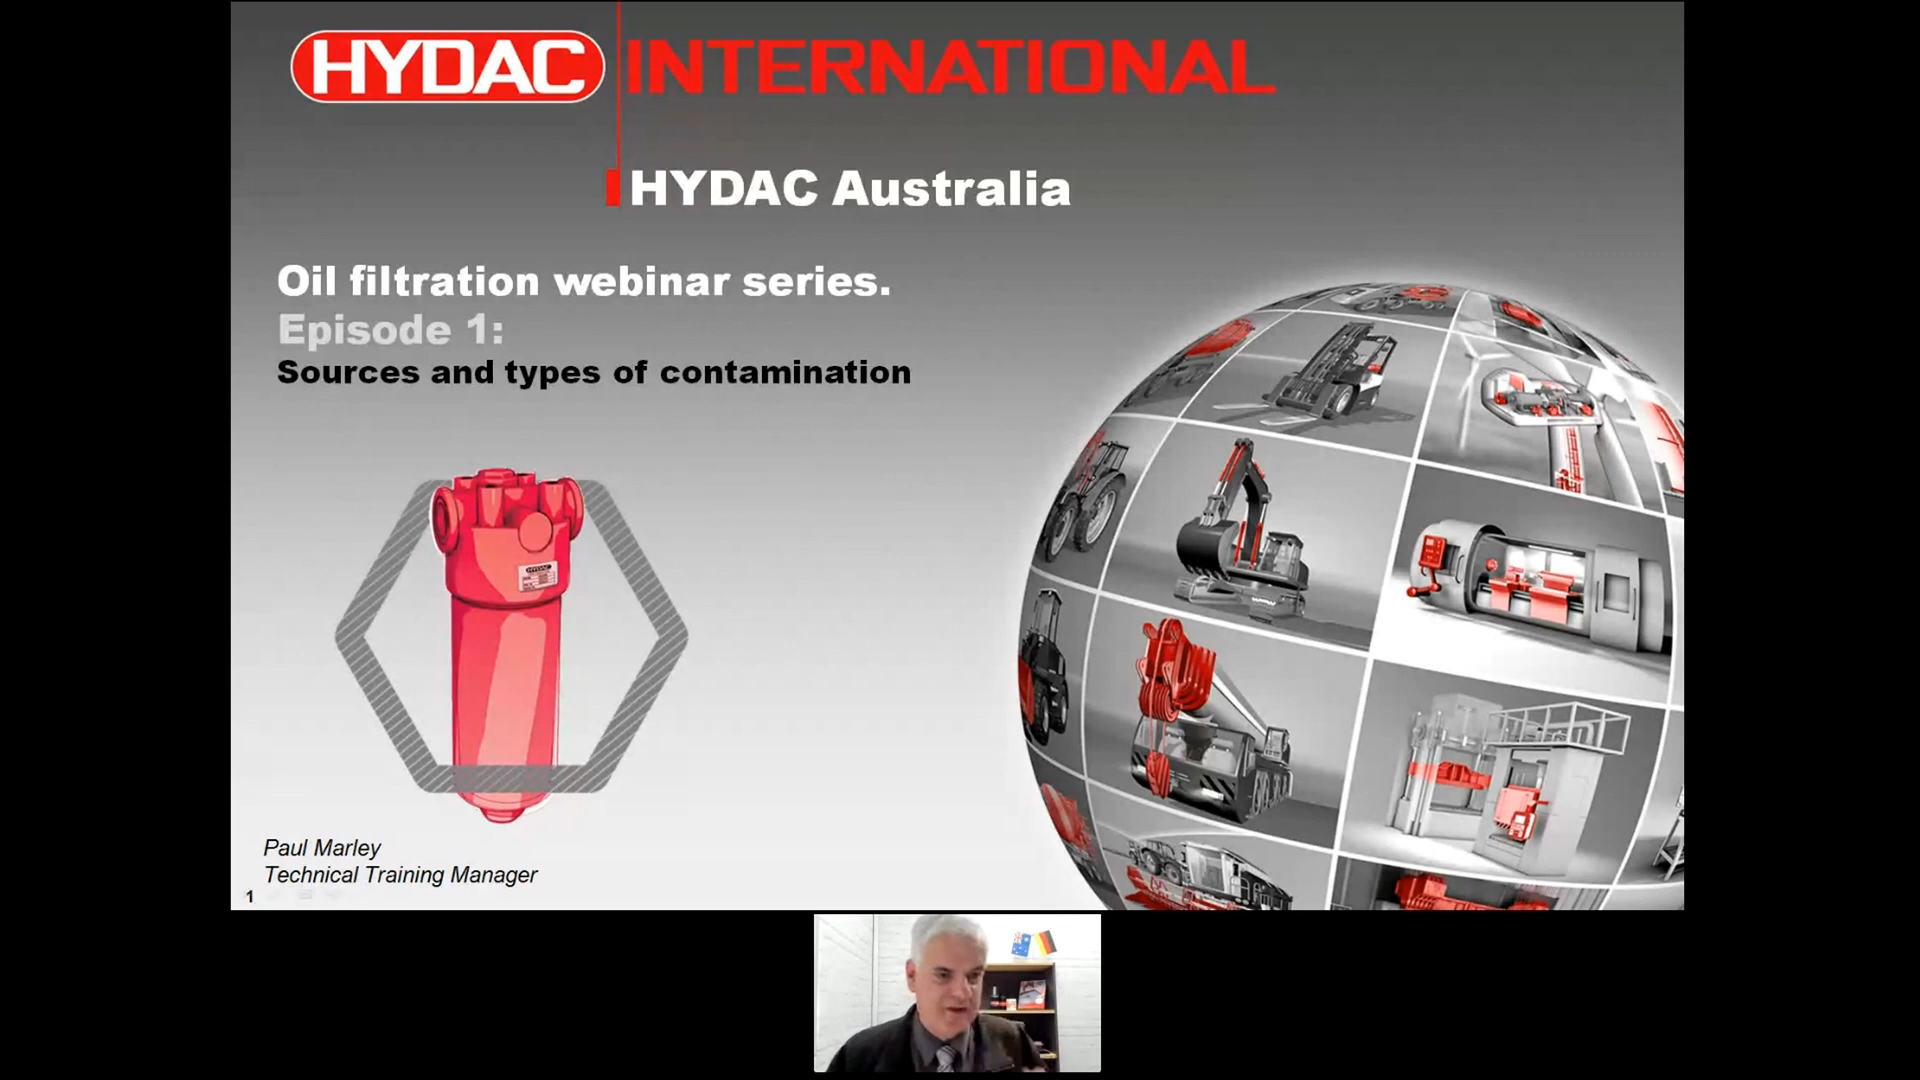 HYDAC INTERNATIONAL
HYDAC Australia
Oil filtration webinar series.
Episode 1:
Sources and types of contamination
HYDAC
Paul Marley
Technical Training Manager
1